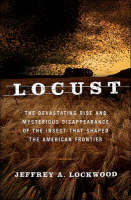 LOCUST
THE DEVASTATING RISE AND
MYSTERIOUS DISAPPEARANCE
OF THE INSECT THAT SHAPED
THE AMERICAN FRONTIER
JEFFREY A. LOCKWOOD